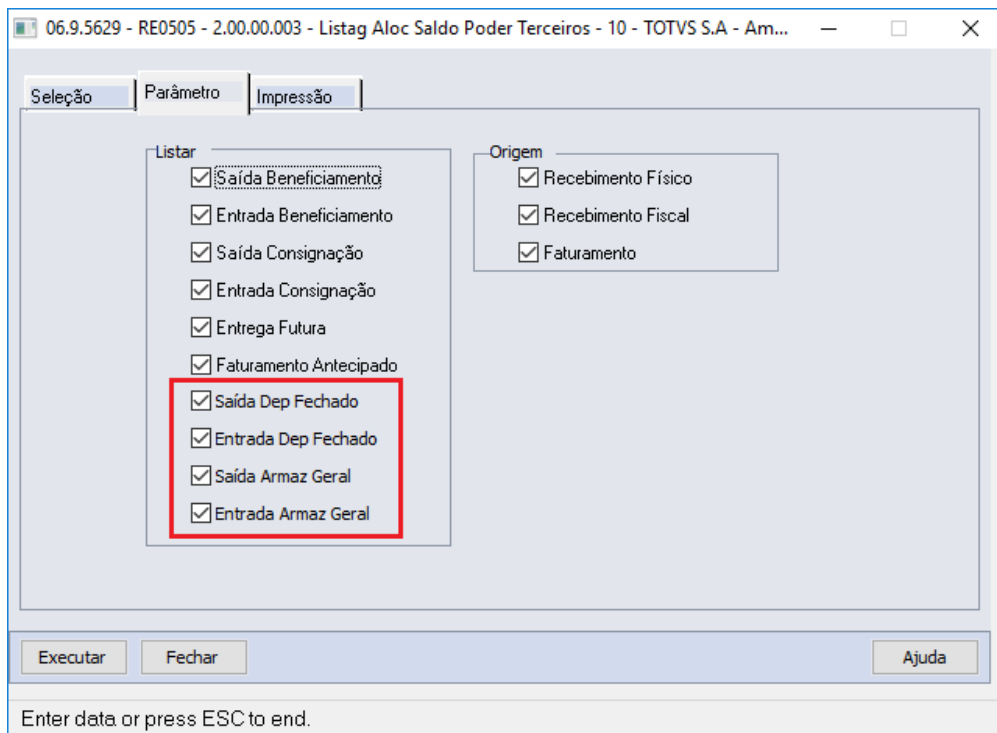 06.9.5629 - RE0505 - 2.00.00.003 - Listag Aloc Saldo Poder Terceiros - 10 - TOTVS S.A - Am...
Seleção Parâmetro Impressão
Listar
Saída Beneficiamento
Entrada Beneficiamento
Saída Consignação
Entrada Consignação
Entrega Futura
Faturamento Antecipado
Saída Dep Fechado
Entrada Dep Fechado
Saída Armaz Geral
Entrada Armaz Geral
Origem
Recebimento Físico
Recebimento Fiscal
Faturamento
Executar Fechar Ajuda
Enter data or press ESC to end.